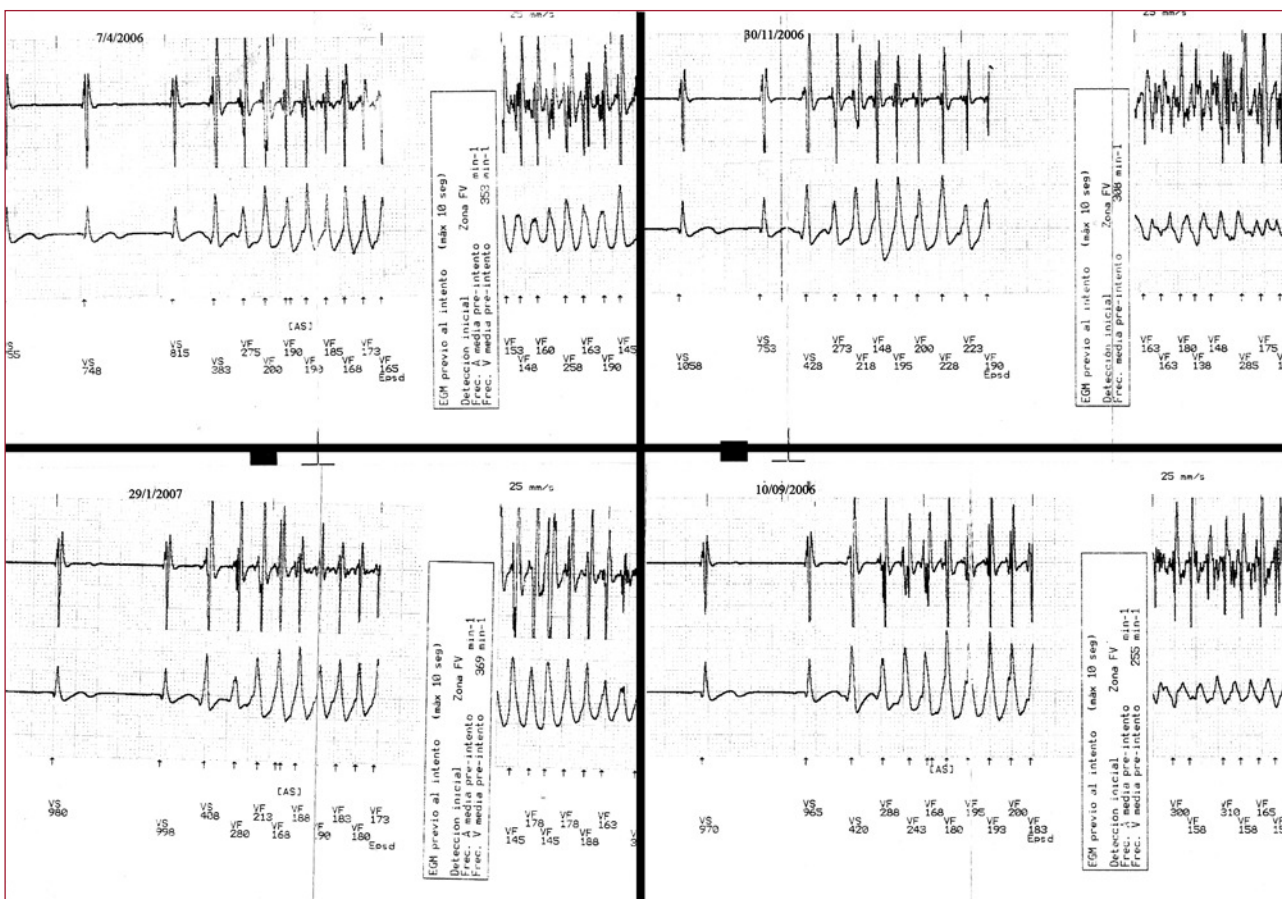 25 mm/s
7/4/2006
[AS]
VS 815 VF 275 VF 190 VF 185 VF 173
55 VS 748 VS 383 VF 200 VF 190 VF 168 VF 165
Epsd
EGM previo al intento (máx 10 seg)
Detección inicial Zona FV
Frec. A media pre-intento min-1
Frec. V media pre-intento 353 min-1
VF 153 VF 160 VF 163 VF 145
VF 148 VF 258 VF 190
25 mm/s
30/11/2006
VS 753 VF 273 VF 148 VF 200 VF 223
VS 1058 VS 428 VF 218 VF 195 VF 228 VF 190
Epsd
EGM previo al intento (máx 10 seg)
Detección inicial Zona FV
Frec. media pre-intento 308 min-1
VF 163 VF 180 VF 148 VF 175
VF 163 VF 138 VF 285
25 mm/s
29/1/2007
[AS]
VS 980 VS 408 VF 213 VF 188 VF 183 VF 173
VS 998 VF 280 VF 168 VF 180
Epsd
EGM previo al intento (máx 10 seg)
Detección inicial Zona FV
Frec. A media pre-intento min-1
Frec. V media pre-intento 369 min-1
VF 178 VF 178 VF 163
VF 145 VF 145 VF 188
25 mm/s
10/09/2006
[AS]
VS 965 VF 288 VF 168 VF 195 VF 200
VS 970 VS 420 VF 243 VF 180 VF 193 VF 183
Epsd
EGM previo al intento (máx 10 seg)
Detección inicial Zona FV
Frec. A media pre-intento min-1
Frec. V media pre-intento 255 min-1
VF 300 VF 310 VF 165
VF 158 VF 158